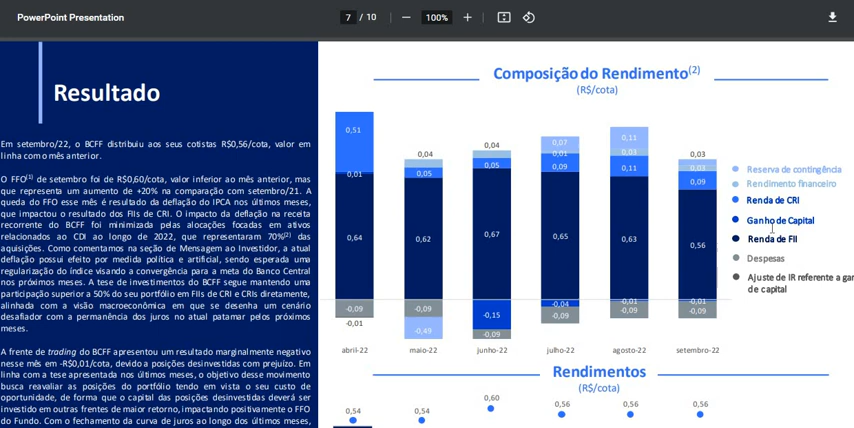 PowerPoint Presentation
7 / 10
100%
Resultado
Em setembro/22, o BCFF distribuiu aos seus cotistas R$0,56/cota, valor em
linha com o mês anterior.
O FFO(1) de setembro foi de R$0,60/cota, valor inferior ao mês anterior, mas
que representa um aumento de +20% na comparação com setembro/21. A
queda do FFO esse mês é resultado da deflação do IPCA nos últimos meses,
que impactou o resultado dos FIIs de CRI. O impacto da deflação na receita
recorrente do BCFF foi minimizada pelas alocações focadas em ativos
relacionados ao CDI ao longo de 2022, que representaram 70%(2) das
aquisições. Como comentamos na seção de Mensagem ao Investidor, a atual
deflação possui efeito por medida política e artificial, sendo esperada uma
regularização do índice visando a convergência para a meta do Banco Central
nos próximos meses. A tese de investimentos do BCFF segue mantendo uma
participação superior a 50% do seu portfólio em FIIs de CRI e CRIs diretamente,
alinhada com a visão macroeconômica em que se desenha um cenário
desafiador com a permanência dos juros no atual patamar pelos próximos
meses.
A frente de trading do BCFF apresentou um resultado marginalmente negativo
nesse mês em -R$0,01/cota, devido a posições desinvestidas com prejuízo. Em
linha com a tese apresentada nos últimos meses, o objetivo desse movimento
busca reavaliar as posições do portfólio tendo em vista o seu custo de
oportunidade, de forma que o capital das posições desinvestidas deverá ser
investido em outras frentes de maior retorno, impactando positivamente o FFO
do Fundo. Com o fechamento da curva de juros ao longo dos últimos meses,
Composição do Rendimento(2)
(R$/cota)
0,51
0,01
0,64
-0,09
-0,01
abril-22
0,04
0,05
0,62
-0,09
-0,49
maio-22
0,04
0,05
0,67
-0,15
-0,09
junho-22
0,07
0,01
0,09
0,65
-0,04
-0,09
julho-22
0,11
0,03
0,11
0,63
-0,01
-0,09
agosto-22
0,03
0,03
0,09
0,56
-0,01
-0,09
setembro-22
Reserva de contingência
Rendimento financeiro
Renda de CRI
Ganho de Capital
Renda de FII
Despesas
Ajuste de IR referente a gan
de capital
Rendimentos
(R$/cota)
0,54
0,54
0,60
0,56
0,56
0,56